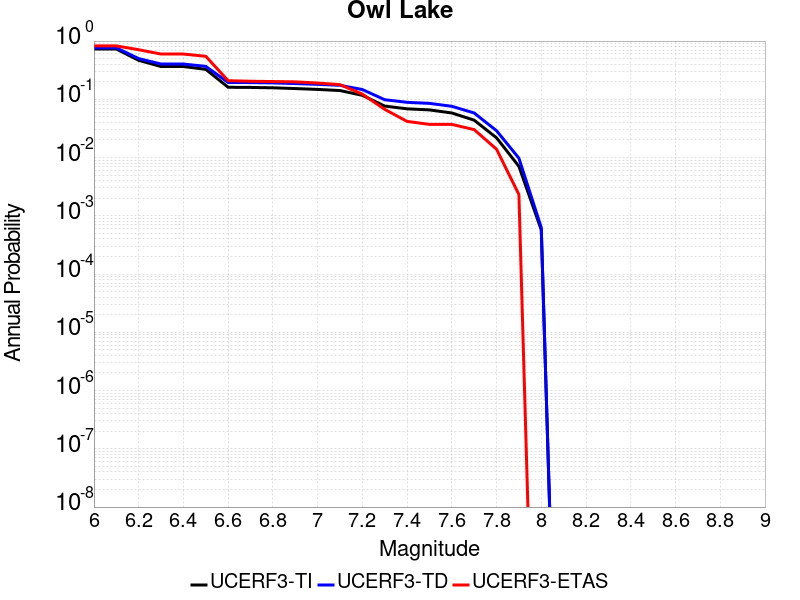 Owl Lake
Annual Probability
10^0
10^-1
10^-2
10^-3
10^-4
10^-5
10^-6
10^-7
10^-8
6 6.2 6.4 6.6 6.8 7 7.2 7.4 7.6 7.8 8 8.2 8.4 8.6 8.8 9
Magnitude
UCERF3-TI UCERF3-TD UCERF3-ETAS